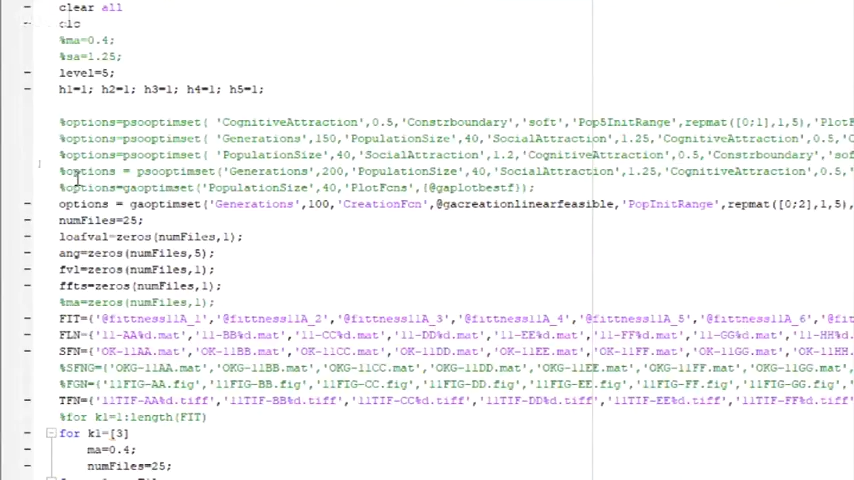 clear all
clc
%ma=0.4;
%sa=1.25;
level=5;
h1=1; h2=1; h3=1; h4=1; h5=1;
%options=psooptimset( 'CognitiveAttraction',0.5,'Constrboundary','soft','Pop5InitRange',repmat([0;1],1,5),'PlotF
%options=psooptimset( 'Generations',150,'PopulationSize',40,'SocialAttraction',1.25,'CognitiveAttraction',0.5,'C
%options=psooptimset( 'PopulationSize',40,'SocialAttraction',1.2,'CognitiveAttraction',0.5,'Constrboundary','sof
%options = psooptimset('Generations',200,'PopulationSize',40,'SocialAttraction',1.25,'CognitiveAttraction',0.5,'
%options=gaoptimset('PopulationSize',40,'PlotFcns',{@gaplotbestf});
options = gaoptimset('Generations',100,'CreationFcn',@gacreationlinearfeasible,'PopInitRange',repmat([0;2],1,5),
numFiles=25;
loafval=zeros(numFiles,1);
ang=zeros(numFiles,5);
fvl=zeros(numFiles,1);
ffts=zeros(numFiles,1);
%ma=zeros(numFiles,1);
FIT={'@fittness11A_1','@fittness11A_2','@fittness11A_3','@fittness11A_4','@fittness11A_5','@fittness11A_6','@fitt
FLN={'11-AA%d.mat','11-BB%d.mat','11-CC%d.mat','11-DD%d.mat','11-EE%d.mat','11-FF%d.mat','11-GG%d.mat','11-HH%d.
SFN={'OK-11AA.mat','OK-11BB.mat','OK-11CC.mat','OK-11DD.mat','OK-11EE.mat','OK-11FF.mat','OK-11GG.mat','OK-11HH.
%SFNG={'OKG-11AA.mat','OKG-11BB.mat','OKG-11CC.mat','OKG-11DD.mat','OKG-11EE.mat','OKG-11FF.mat','OKG-11GG.mat','
%FGN={'11FIG-AA.fig','11FIG-BB.fig','11FIG-CC.fig','11FIG-DD.fig','11FIG-EE.fig','11FIG-FF.fig','11FIG-GG.fig','
TFN={'11TIF-AA%d.tiff','11TIF-BB%d.tiff','11TIF-CC%d.tiff','11TIF-DD%d.tiff','11TIF-EE%d.tiff','11TIF-FF%d.tiff',
%for k1=1:length(FIT)
for k1=[3]
ma=0.4;
numFiles=25;